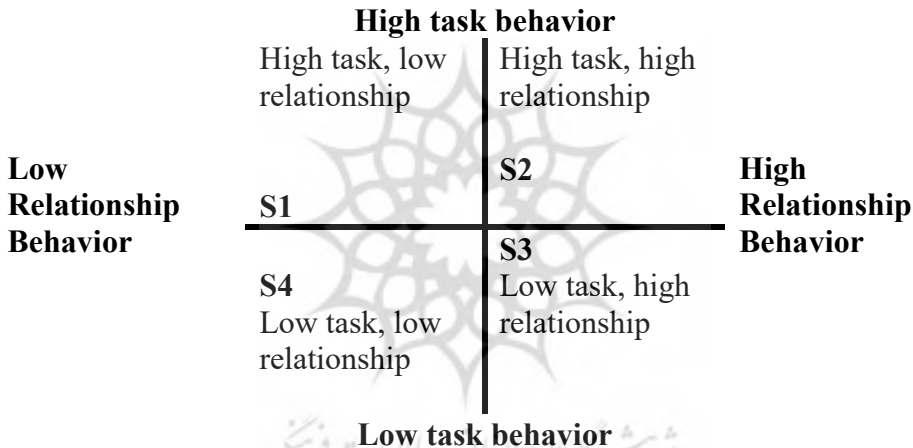 High task behavior
High task, low
relationship
High task, high
relationship
Low
Relationship
Behavior
S1
S2
High
Relationship
Behavior
S4
Low task, low
relationship
S3
Low task, high
relationship
Low task behavior